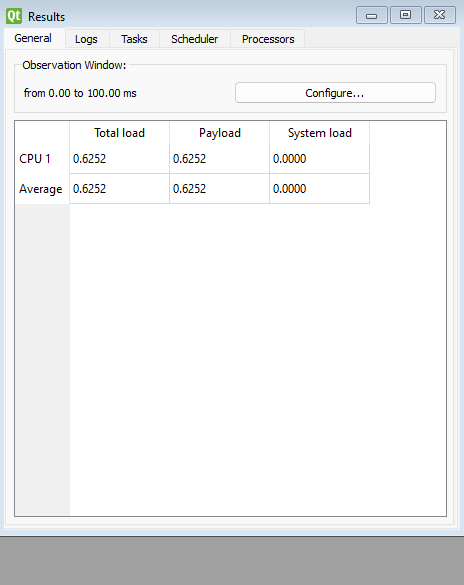 Qt Results
General Logs Tasks Scheduler Processors
Observation Window:
from 0.00 to 100.00 ms Configure...
Total load Payload System load
CPU 1 0.6252 0.6252 0.0000
Average 0.6252 0.6252 0.0000